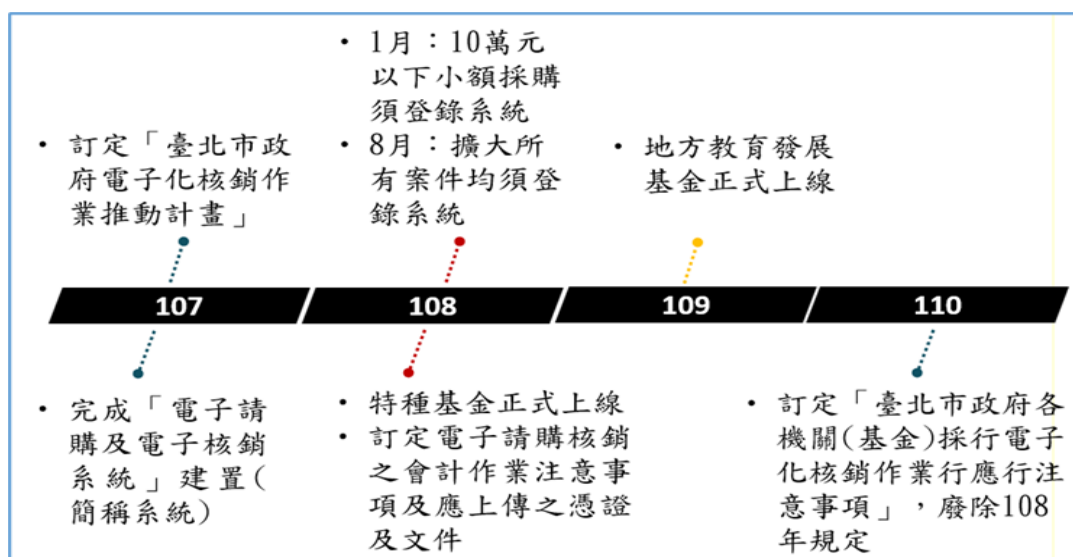 • 訂定「臺北市政
府電子化核銷作
業推動計畫」
• 1月：10萬元
以下小額採購
須登錄系統
• 8月：擴大所
有案件均須登
錄系統
• 地方教育發展
基金正式上線
107
108
109
110
• 完成「電子請
購及電子核銷
系統」建置(
簡稱系統)
• 特種基金正式上線
• 訂定電子請購核銷
之會計作業注意事
項及應上傳之憑證
及文件
• 訂定「臺北市政府各
機關(基金)採行電子
化核銷作業行應行注
意事項」，廢除108
年規定